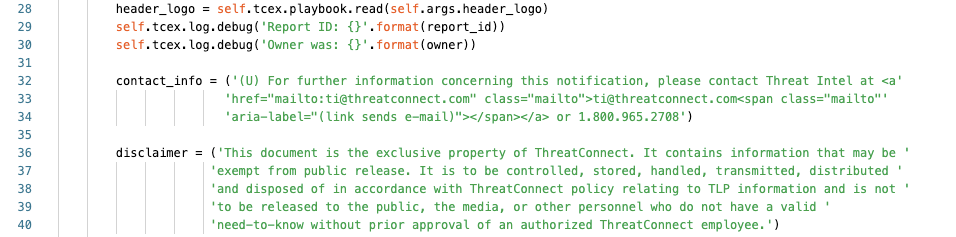 28 header_logo = self.tcex.playbook.read(self.args.header_logo)
29 self.tcex.log.debug('Report ID: {}'.format(report_id))
30 self.tcex.log.debug('Owner was: {}'.format(owner))
31
32 contact_info = ('(U) For further information concerning this notification, please contact Threat Intel at <a'
33 'href="mailto:ti@threatconnect.com" class="mailto">ti@threatconnect.com<span class="mailto"'
34 'aria-label="(link sends e-mail)"></span></a> or 1.800.965.2708')
35
36 disclaimer = ('This document is the exclusive property of ThreatConnect. It contains information that may be '
37 'exempt from public release. It is to be controlled, stored, handled, transmitted, distributed '
38 'and disposed of in accordance with ThreatConnect policy relating to TLP information and is not '
39 'to be released to the public, the media, or other personnel who do not have a valid '
40 'need-to-know without prior approval of an authorized ThreatConnect employee.')